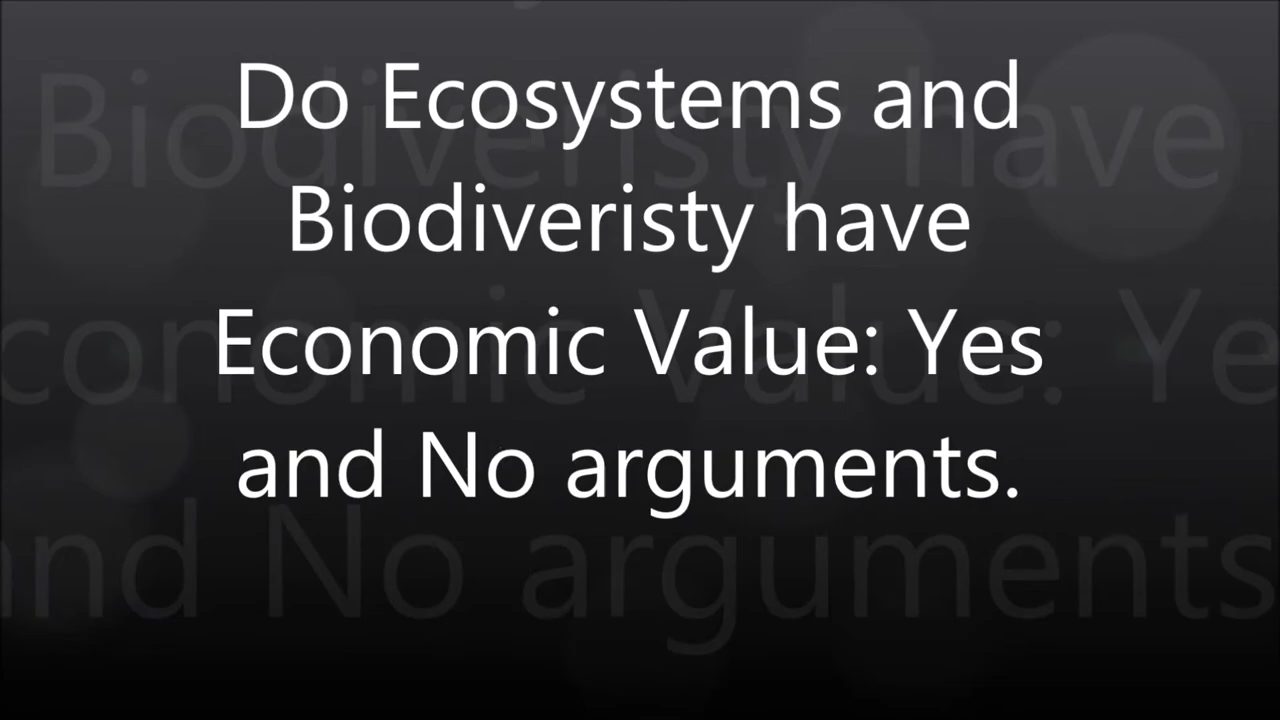 Do Ecosystems and
Biodiveristy have
Economic Value: Yes
and No arguments.